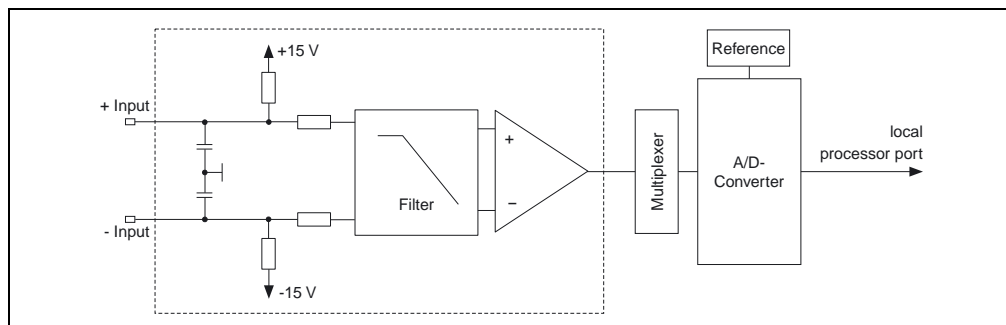 +15 V
+ Input
Filter
+
−
- Input
-15 V
Multiplexer
Reference
A/D-
Converter
local
processor port